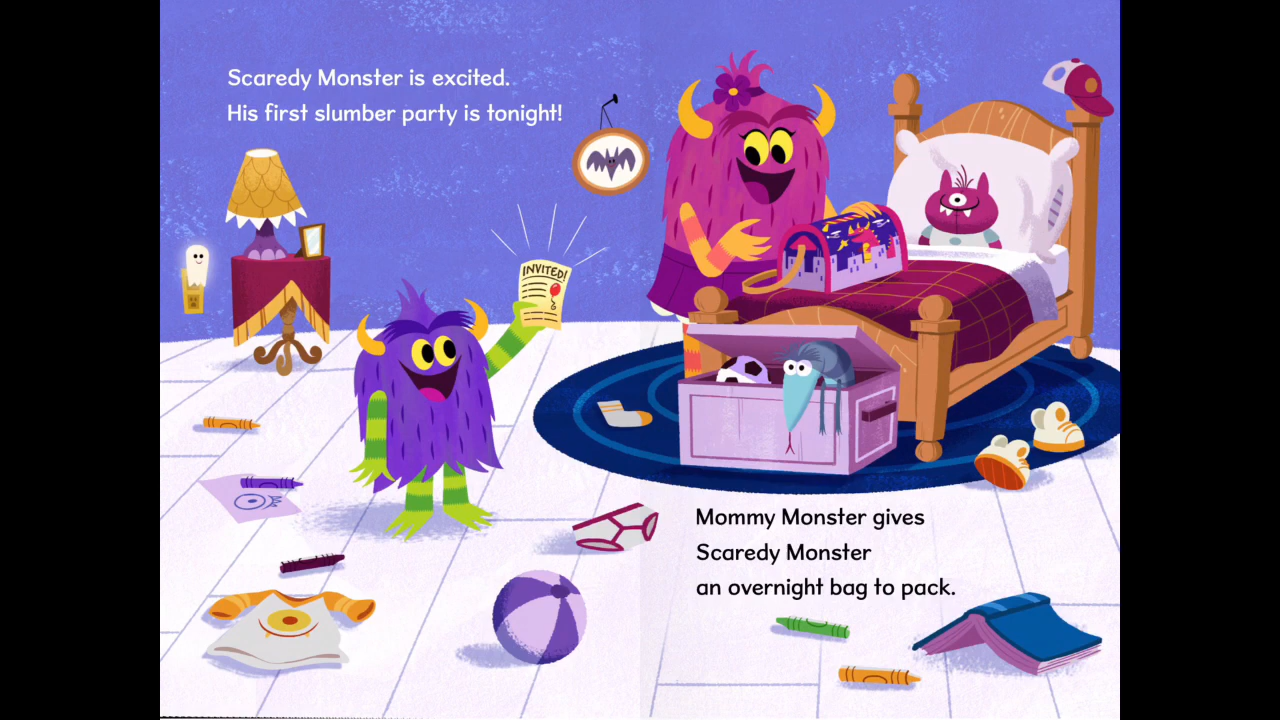 Scaredy Monster is excited.
His first slumber party is tonight!
INVITED!
Mommy Monster gives
Scaredy Monster
an overnight bag to pack.